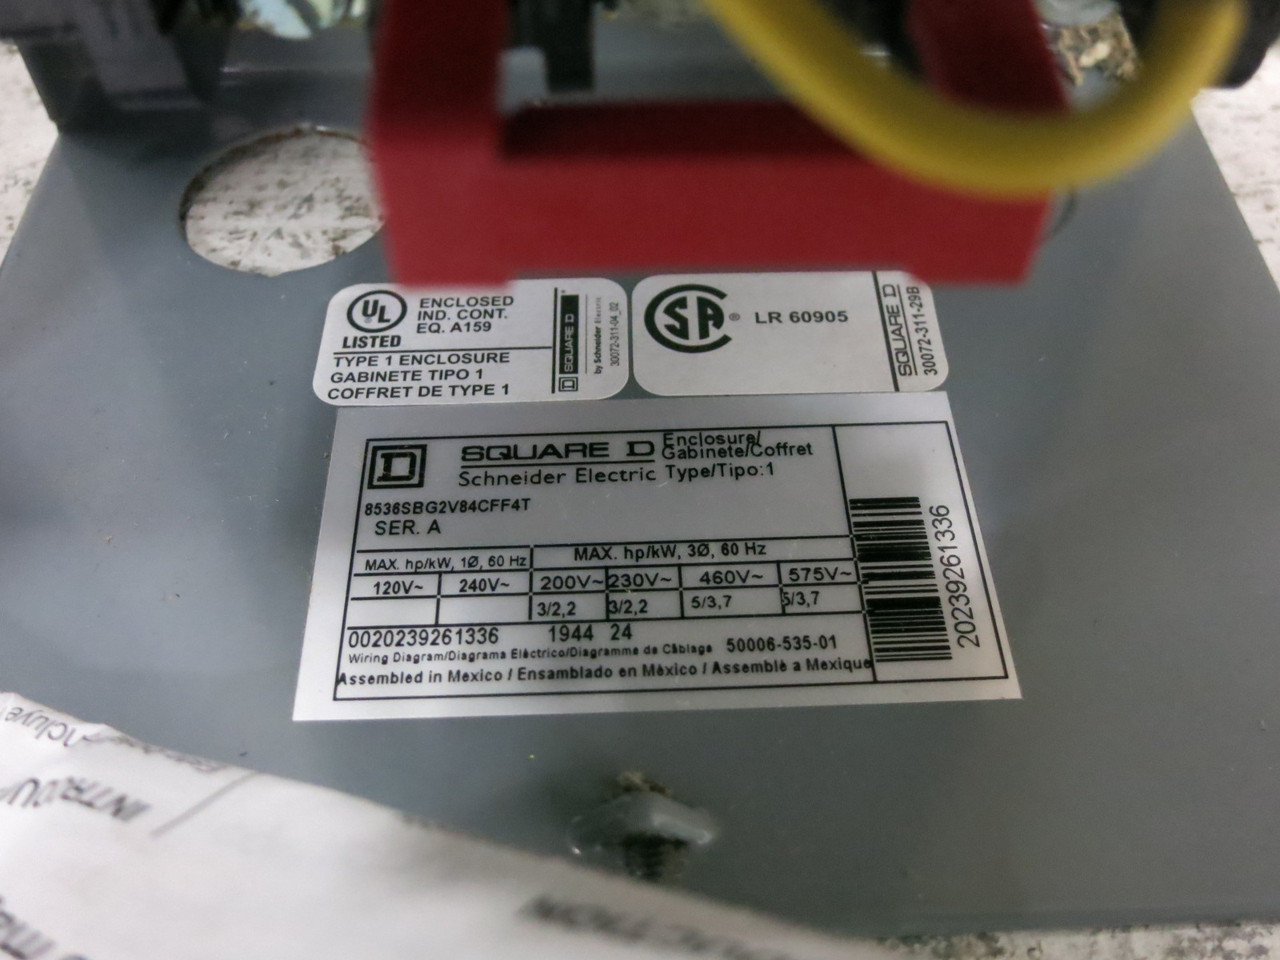 UL
LISTED
ENCLOSED
IND. CONT.
EQ. A159
TYPE 1 ENCLOSURE
GABINETE TIPO 1
COFFRET DE TYPE 1
D SQUARE D
by Schneider Electric
30072-311-04_02
SA ® LR 60905
SQUARE D
30072-311-29B
D SQUARE D
Schneider Electric
Enclosure/
Gabinete/Coffret
Type/Tipo:1
8536SBG2V84CFF4T
SER. A
MAX. hp/kW, 1Ø, 60 Hz MAX. hp/kW, 3Ø, 60 Hz
120V~ 240V~ 200V~ 230V~ 460V~ 575V~
3/2,2 3/2,2 5/3,7 5/3,7
0020239261336 1944 24
Wiring Diagram/Diagrama Eléctrico/Diagramme de Câblage 50006-535-01
Assembled in Mexico / Ensamblado en México / Assemblé a Mexique
20239261336